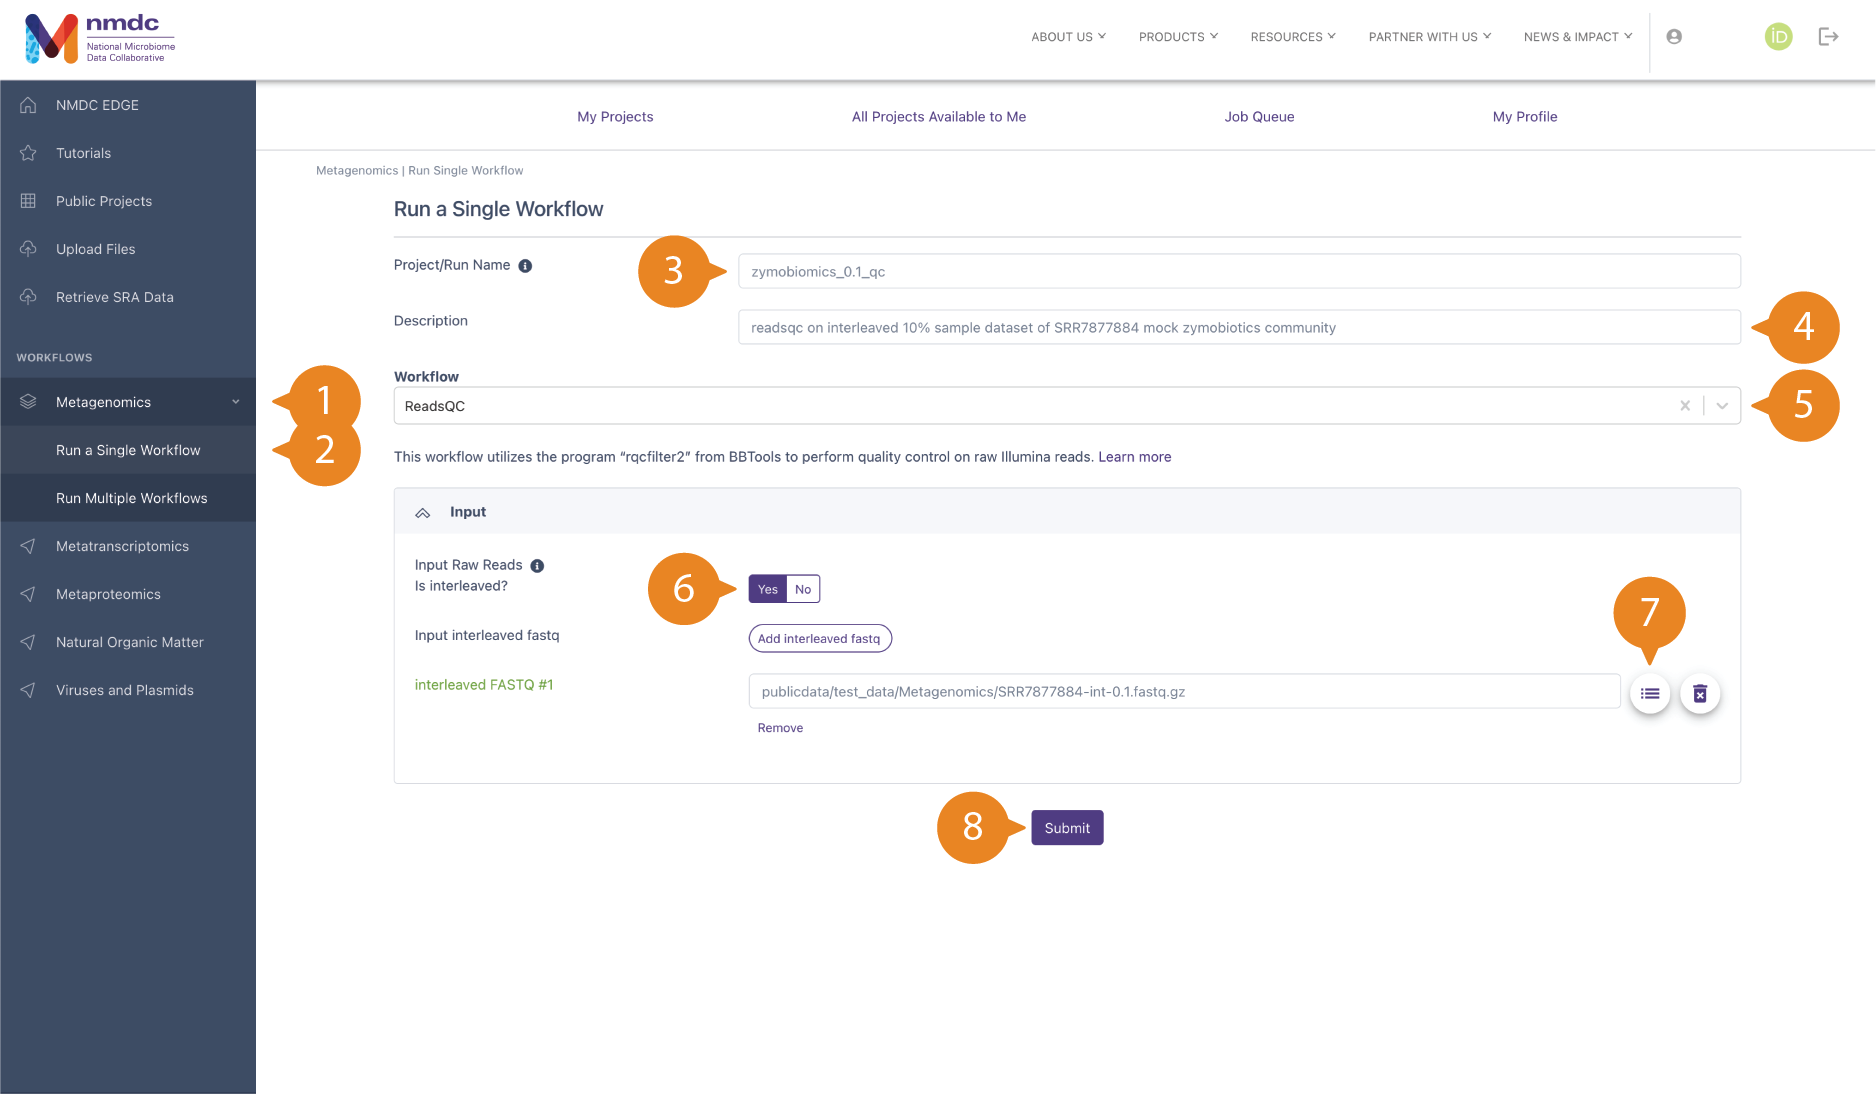 nmdc
National Microbiome
Data Collaborative
ABOUT US
PRODUCTS
RESOURCES
PARTNER WITH US
NEWS & IMPACT
iD
NMDC EDGE
Tutorials
Public Projects
Upload Files
Retrieve SRA Data
WORKFLOWS
Metagenomics
Run a Single Workflow
Run Multiple Workflows
Metatranscriptomics
Metaproteomics
Natural Organic Matter
Viruses and Plasmids
1
2
My Projects
All Projects Available to Me
Job Queue
My Profile
Metagenomics | Run Single Workflow
Run a Single Workflow
Project/Run Name
3
zymobiomics_0.1_qc
Description
readsqc on interleaved 10% sample dataset of SRR7877884 mock zymobiotics community
4
Workflow
ReadsQC
5
This workflow utilizes the program “rqcfilter2” from BBTools to perform quality control on raw Illumina reads. Learn more
Input
Input Raw Reads
Is interleaved?
6
Yes No
Input interleaved fastq
Add interleaved fastq
7
interleaved FASTQ #1
publicdata/test_data/Metagenomics/SRR7877884-int-0.1.fastq.gz
Remove
8
Submit